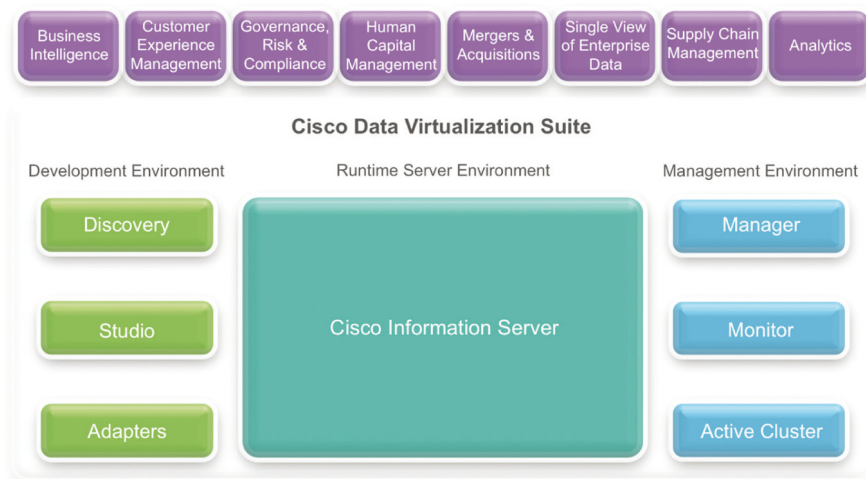 Business
Intelligence
Customer
Experience
Management
Governance,
Risk &
Compliance
Human
Capital
Management
Mergers &
Acquisitions
Single View
of Enterprise
Data
Supply Chain
Management
Analytics
Cisco Data Virtualization Suite
Development Environment
Runtime Server Environment
Management Environment
Discovery
Studio
Adapters
Cisco Information Server
Manager
Monitor
Active Cluster